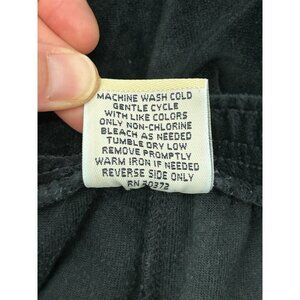 MACHINE WASH COLD
GENTLE CYCLE
WITH LIKE COLORS
ONLY NON-CHLORINE
BLEACH AS NEEDED
TUMBLE DRY LOW
REMOVE PROMPTLY
WARM IRON IF NEEDED
REVERSE SIDE ONLY
RN 70373